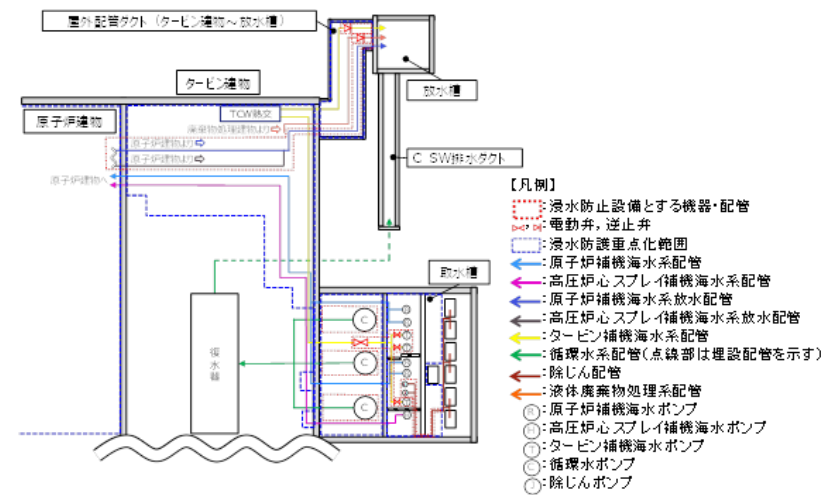 屋外配管ダクト（タービン建物～放水槽）
タービン建物
放水槽
原子炉建物
TCW熱交
廃棄物処理建物より⇨
原子炉建物より⇨
原子炉建物より⇨
C SW排水ダクト
原子炉建物へ
取水槽
復水器
C
C
C
【凡例】
:浸水防止設備とする機器・配管
:電動弁，逆止弁
:浸水防護重点化範囲
:原子炉補機海水系配管
:高圧炉心スプレイ補機海水系配管
:原子炉補機海水系放水配管
:高圧炉心スプレイ補機海水系放水配管
:タービン補機海水系配管
:循環水系配管(点線部は埋設配管を示す)
:除じん配管
:液体廃棄物処理系配管
R:原子炉補機海水ポンプ
H:高圧炉心スプレイ補機海水ポンプ
T:タービン補機海水ポンプ
C:循環水ポンプ
J:除じんポンプ